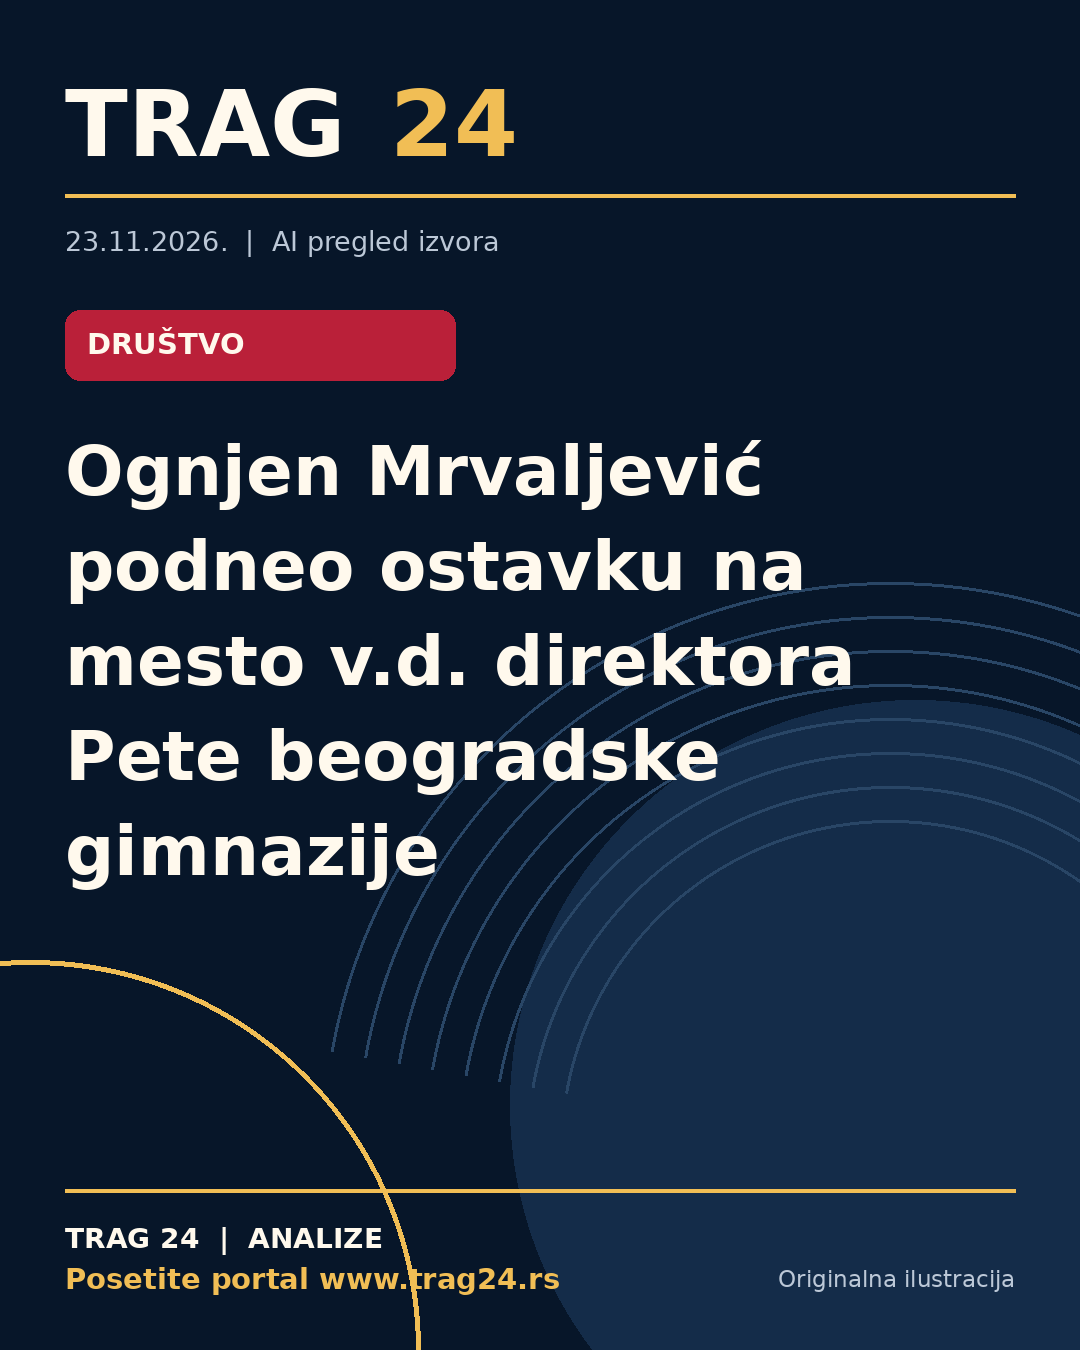 TRAG 24
23.11.2026. | AI pregled izvora
DRUŠTVO
Ognjen Mrvaljević
podneo ostavku na
mesto v.d. direktora
Pete beogradske
gimnazije
TRAG 24 | ANALIZE
Posetite portal www.trag24.rs
Originalna ilustracija